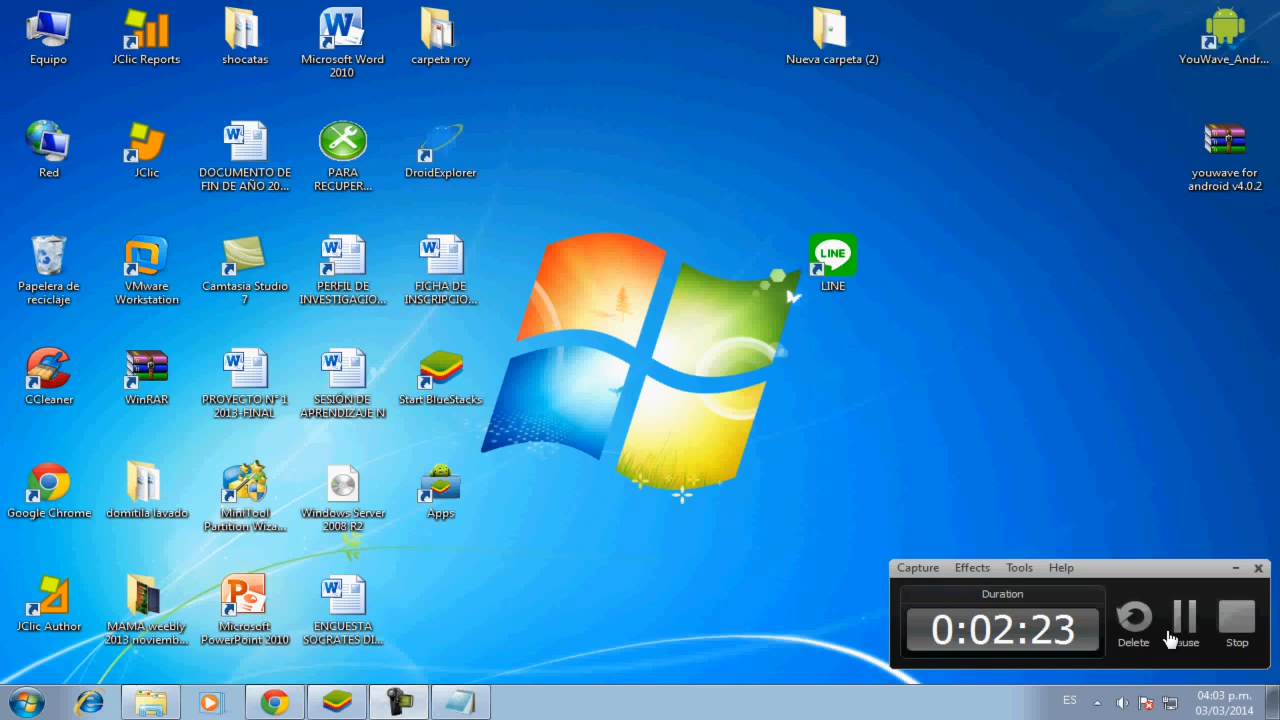 Equipo
JClic Reports
shocatas
Microsoft Word
2010
carpeta roy
Nueva carpeta (2)
YouWave_Andr...
Red
JClic
DOCUMENTO DE
FIN DE AÑO 20...
PARA
RECUPER...
DroidExplorer
youwave for
android v4.0.2
Papelera de
reciclaje
VMware
Workstation
Camtasia Studio
7
PERFIL DE
INVESTIGACIO...
FICHA DE
INSCRIPCIO...
LINE
LINE
CCleaner
WinRAR
PROYECTO Nº 1
2013-FINAL
SESIÓN DE
APRENDIZAJE N
Start BlueStacks
Google Chrome
domitila lavado
MiniTool
Partition Wiza...
Windows Server
2008 R2
Apps
JClic Author
MAMA weebly
2013 noviemb...
Microsoft
PowerPoint 2010
ENCUESTA
SOCRATES DI...
Capture Effects Tools Help
Duration
0:02:23
Delete
Pause
Stop
ES
04:03 p.m.
03/03/2014